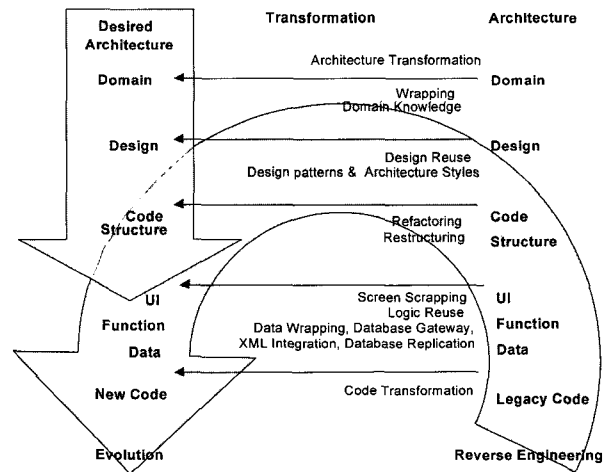 Desired Architecture
Transformation
Architecture
Architecture Transformation
Domain
Domain
Wrapping
Domain Knowledge
Design
Design
Design Reuse
Design patterns & Architecture Styles
Code
Structure
Code
Structure
Refactoring
Restructuring
UI
Function
Data
Screen Scrapping
Logic Reuse
Data Wrapping, Database Gateway,
XML Integration, Database Replication
UI
Function
Data
New Code
Code Transformation
Legacy Code
Evolution
Reverse Engineering